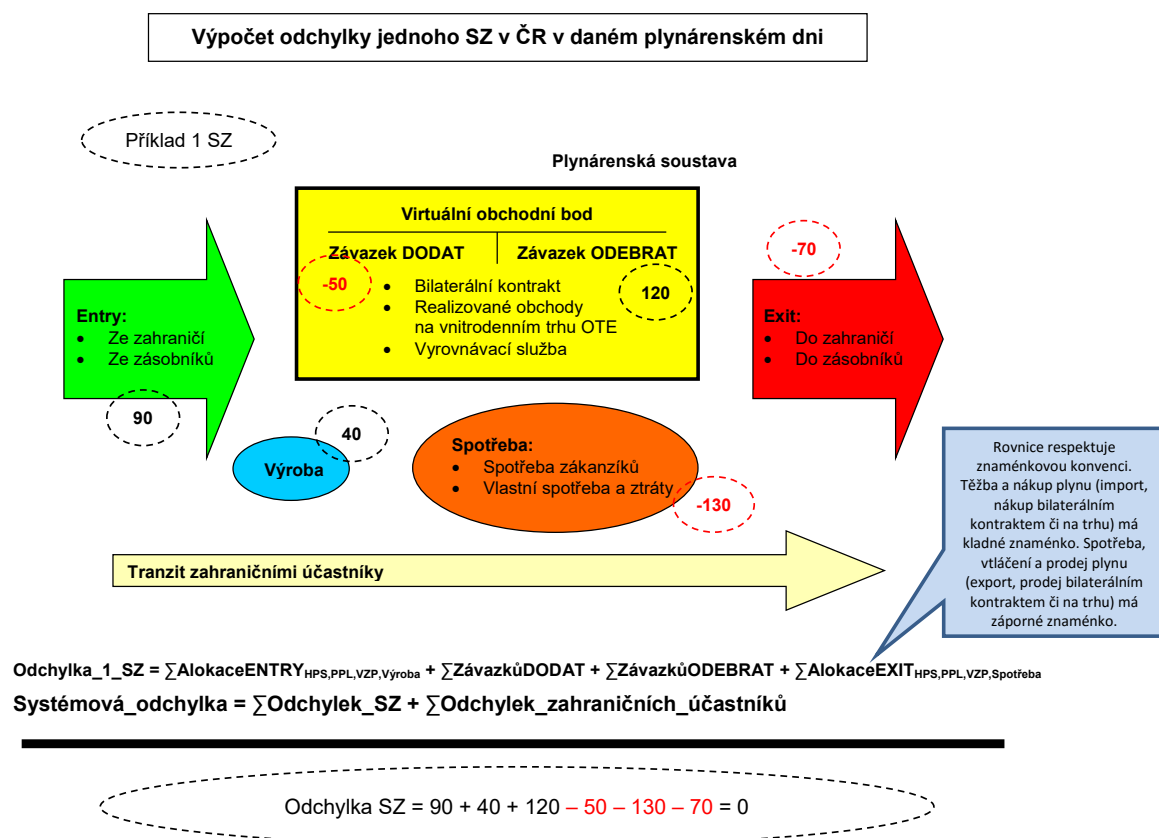 Výpočet odchylky jednoho SZ v ČR v daném plynárenském dni
Příklad 1 SZ
Plynárenská soustava
Virtuální obchodní bod
Závazek DODAT
Závazek ODEBRAT
-50
120
• Bilaterální kontrakt
• Realizované obchody
na vnitrodenním trhu OTE
• Vyrovnávací služba
-70
Entry:
• Ze zahraničí
• Ze zásobníků
90
Exit:
• Do zahraničí
• Do zásobníků
Výroba
40
Spotřeba:
• Spotřeba zákanzíků
• Vlastní spotřeba a ztráty
-130
Rovnice respektuje
znaménkovou konvenci.
Těžba a nákup plynu (import,
nákup bilaterálním
kontraktem či na trhu) má
kladné znaménko. Spotřeba,
vtláčení a prodej plynu
(export, prodej bilaterálním
kontraktem či na trhu) má
záporné znaménko.
Tranzit zahraničními účastníky
Odchylka_1_SZ = ∑AlokaceENTRY HPS,PPL,VZP,Výroba + ∑ZávazkůDODAT + ∑ZávazkůODEBRAT + ∑AlokaceEXIT HPS,PPL,VZP,Spotřeba
Systémová_odchylka = ∑Odchylek_SZ + ∑Odchylek_zahraničních_účastníků
Odchylka SZ = 90 + 40 + 120 – 50 – 130 – 70 = 0